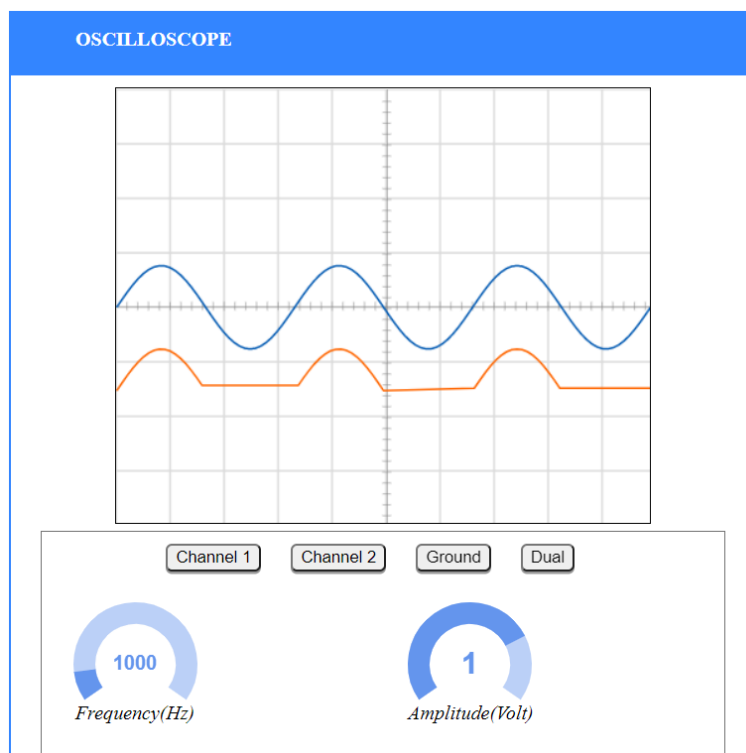 OSCILLOSCOPE
Channel 1 Channel 2 Ground Dual
1000 1
Frequency(Hz) Amplitude(Volt)